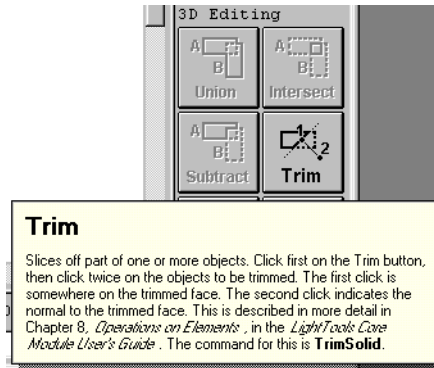 3D Editing
A
B
Union
A
B
Intersect
A
B
Subtract
1
2
Trim
Trim
Slices off part of one or more objects. Click first on the Trim button,
then click twice on the objects to be trimmed. The first click is
somewhere on the trimmed face. The second click indicates the
normal to the trimmed face. This is described in more detail in
Chapter 8, Operations on Elements , in the LightTools Core
Module User's Guide . The command for this is TrimSolid.